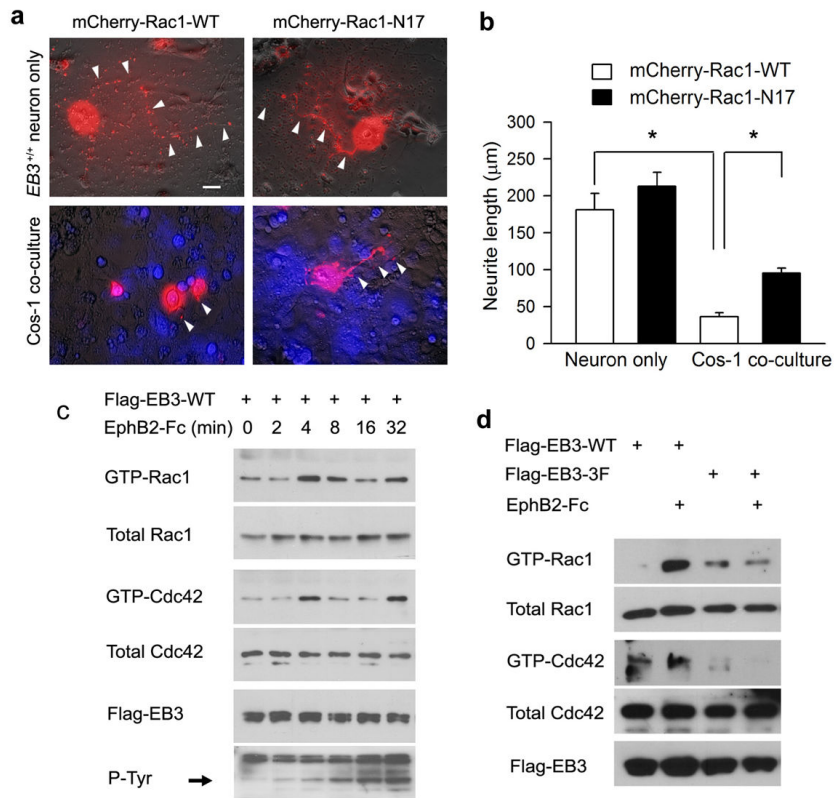 a
mCherry-Rac1-WT mCherry-Rac1-N17
EB3+/+ neuron only
Cos-1 co-culture
b
mCherry-Rac1-WT
mCherry-Rac1-N17
Neurite length (μm)
300
250
200
150
100
50
0
* *
Neuron only Cos-1 co-culture
c
Flag-EB3-WT + + + + + +
EphB2-Fc (min) 0 2 4 8 16 32
GTP-Rac1
Total Rac1
GTP-Cdc42
Total Cdc42
Flag-EB3
P-Tyr
d
Flag-EB3-WT + +
Flag-EB3-3F + +
EphB2-Fc + +
GTP-Rac1
Total Rac1
GTP-Cdc42
Total Cdc42
Flag-EB3